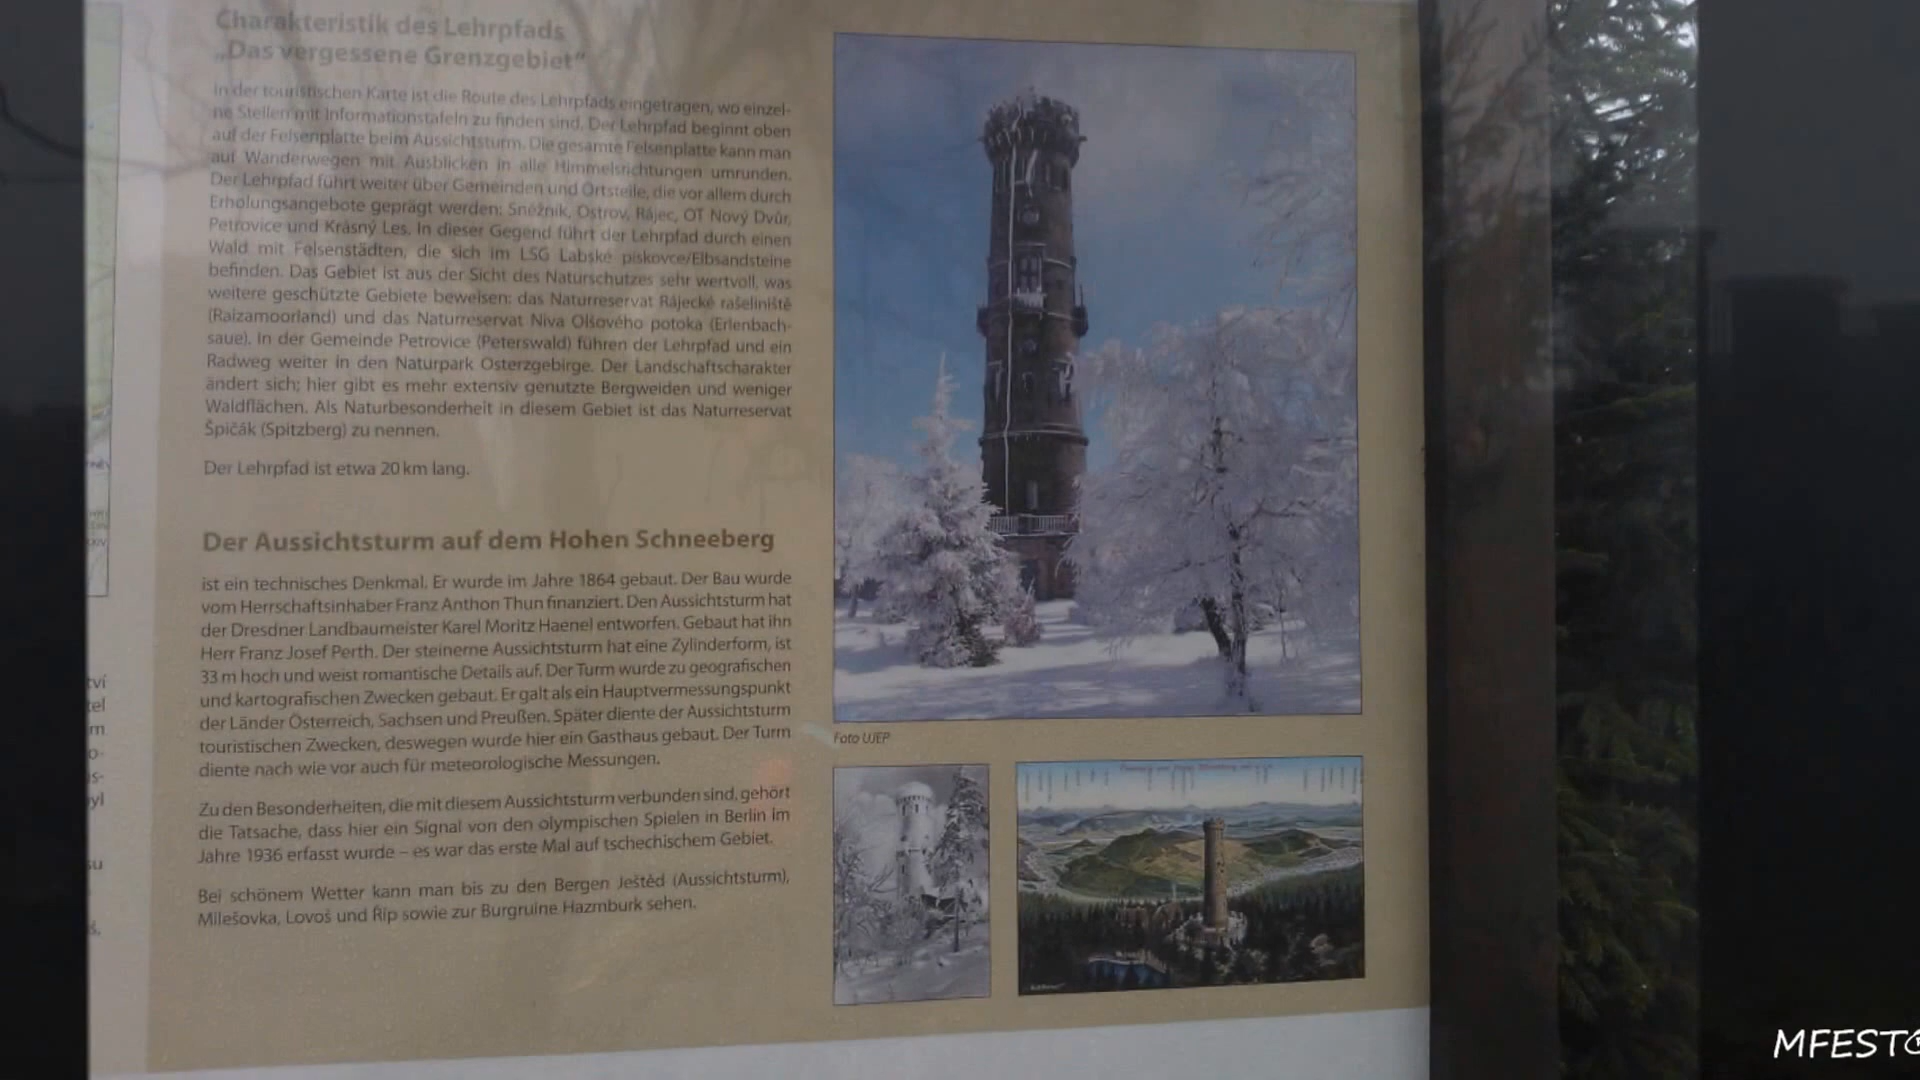 Charakteristik des Lehrpfads
„Das vergessene Grenzgebiet“
In der touristischen Karte ist die Route des Lehrpfads eingetragen, wo einzel-
ne Stellen mit Informationstafeln zu finden sind. Der Lehrpfad beginnt oben
auf der Felsenplatte beim Aussichtsturm. Die gesamte Felsenplatte kann man
auf Wanderwegen mit Ausblicken in alle Himmelsrichtungen umrunden.
Der Lehrpfad führt weiter über Gemeinden und Ortsteile, die vor allem durch
Erholungsangebote geprägt werden: Sněžník, Ostrov, Rájec, OT Nový Dvůr,
Petrovice und Krásný Les. In dieser Gegend führt der Lehrpfad durch einen
Wald mit Felsenstädten, die sich im LSG Labské pískovce/Elbsandsteine
befinden. Das Gebiet ist aus der Sicht des Naturschutzes sehr wertvoll, was
weitere geschützte Gebiete beweisen: das Naturreservat Rájecké rašeliniště
(Raizamoorland) und das Naturreservat Niva Olšového potoka (Erlenbach-
saue). In der Gemeinde Petrovice (Peterswald) führen der Lehrpfad und ein
Radweg weiter in den Naturpark Osterzgebirge. Der Landschaftscharakter
ändert sich; hier gibt es mehr extensiv genutzte Bergweiden und weniger
Waldflächen. Als Naturbesonderheit in diesem Gebiet ist das Naturreservat
Špičák (Spitzberg) zu nennen.
Der Lehrpfad ist etwa 20 km lang.
Der Aussichtsturm auf dem Hohen Schneeberg
ist ein technisches Denkmal. Er wurde im Jahre 1864 gebaut. Der Bau wurde
vom Herrschaftsinhaber Franz Anthon Thun finanziert. Den Aussichtsturm hat
der Dresdner Landbaumeister Karel Moritz Haenel entworfen. Gebaut hat ihn
Herr Franz Josef Perth. Der steinerne Aussichtsturm hat eine Zylinderform, ist
33 m hoch und weist romantische Details auf. Der Turm wurde zu geografischen
und kartografischen Zwecken gebaut. Er galt als ein Hauptvermessungspunkt
der Länder Österreich, Sachsen und Preußen. Später diente der Aussichtsturm
touristischen Zwecken, deswegen wurde hier ein Gasthaus gebaut. Der Turm
diente nach wie vor auch für meteorologische Messungen.
Zu den Besonderheiten, die mit diesem Aussichtsturm verbunden sind, gehört
die Tatsache, dass hier ein Signal von den olympischen Spielen in Berlin im
Jahre 1936 erfasst wurde – es war das erste Mal auf tschechischem Gebiet.
Bei schönem Wetter kann man bis zu den Bergen Ještěd (Aussichtsturm),
Milešovka, Lovoš und Říp sowie zur Burgruine Hazmburk sehen.
Foto UJEP
MFEST